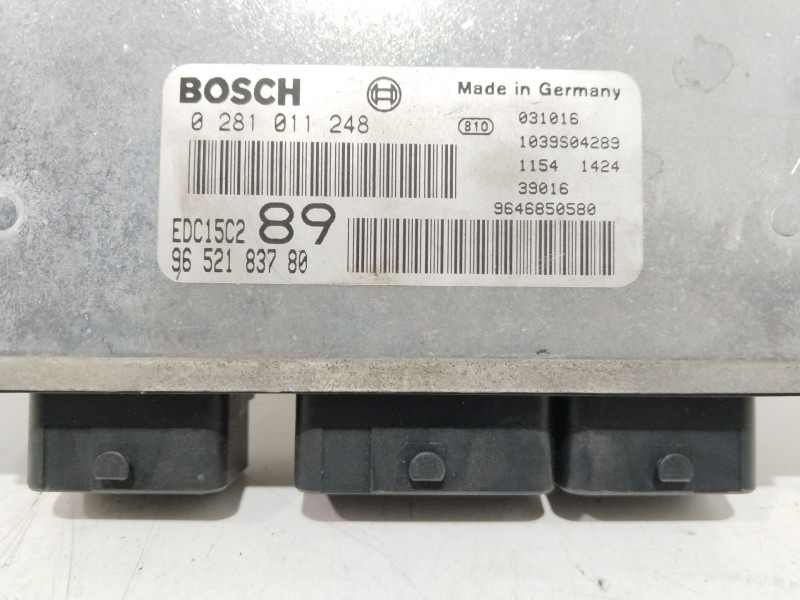 BOSCH
Made in Germany
0 281 011 248
810
031016
1039S04289
1154 1424
39016
9646850580
EDC15C2 89
96 521 837 80